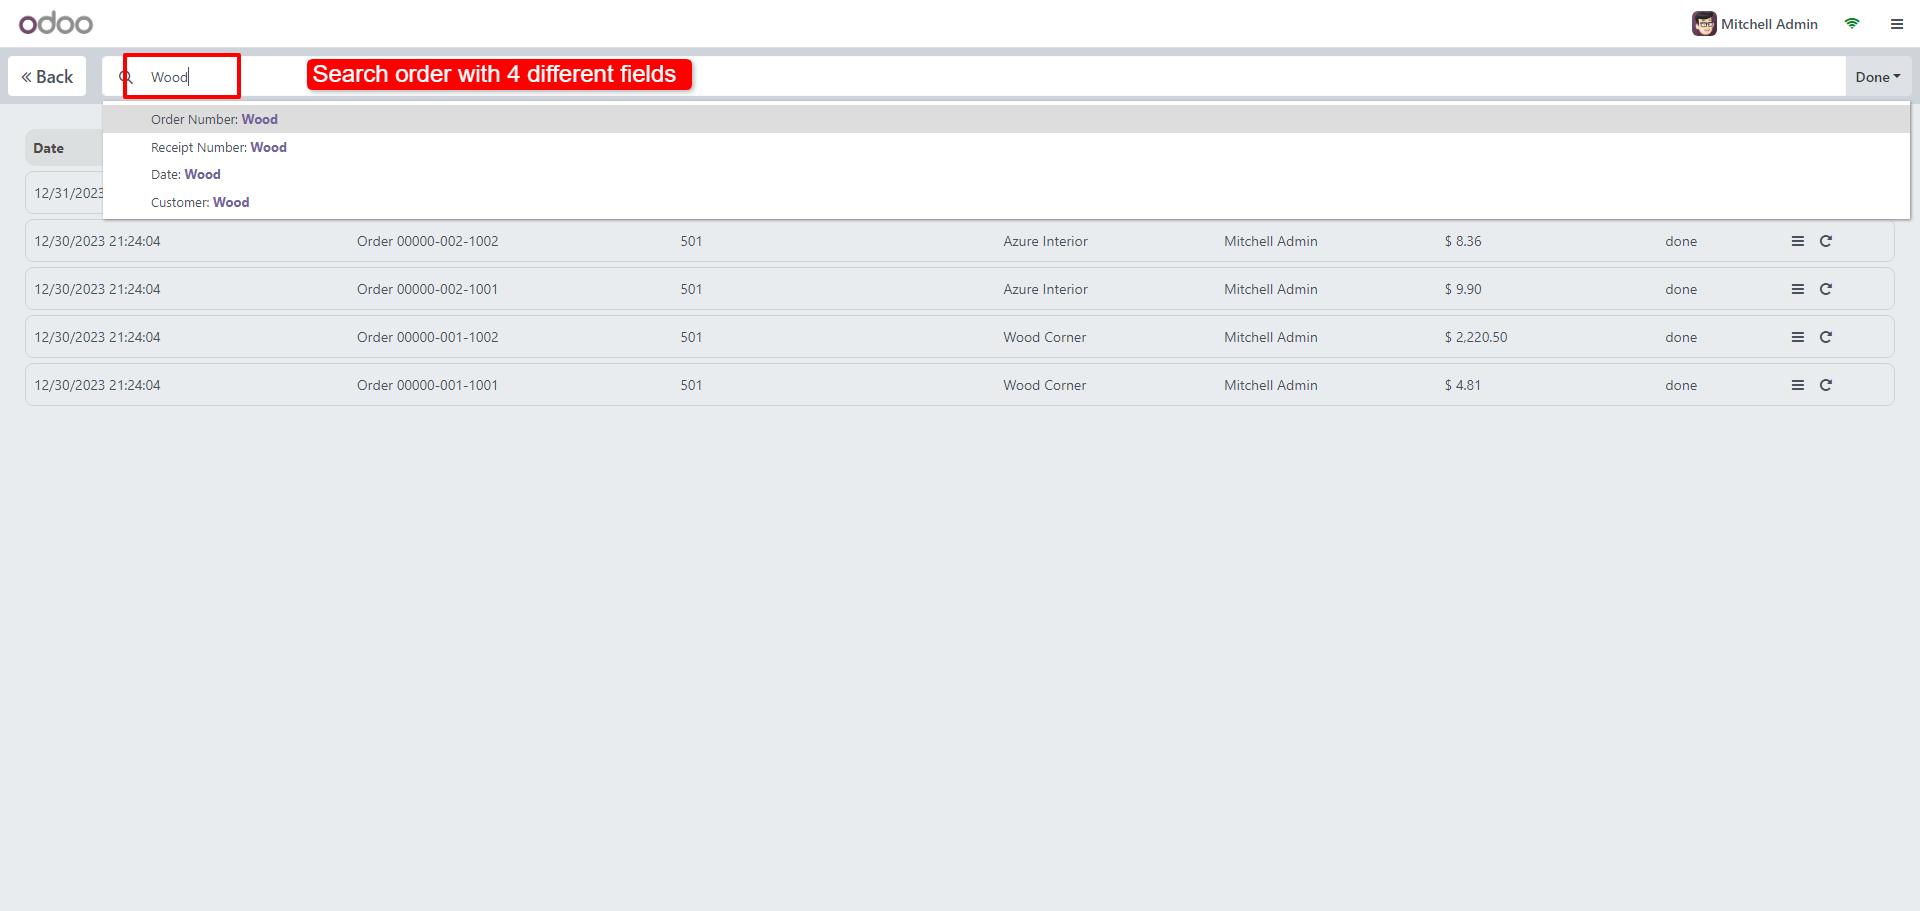 odoo
Mitchell Admin
« Back
Wood
Search order with 4 different fields
Done
Order Number: Wood
Receipt Number: Wood
Date: Wood
Customer: Wood
Date
12/31/2023
12/30/2023 21:24:04 Order 00000-002-1002 501 Azure Interior Mitchell Admin $ 8.36 done
12/30/2023 21:24:04 Order 00000-002-1001 501 Azure Interior Mitchell Admin $ 9.90 done
12/30/2023 21:24:04 Order 00000-001-1002 501 Wood Corner Mitchell Admin $ 2,220.50 done
12/30/2023 21:24:04 Order 00000-001-1001 501 Wood Corner Mitchell Admin $ 4.81 done